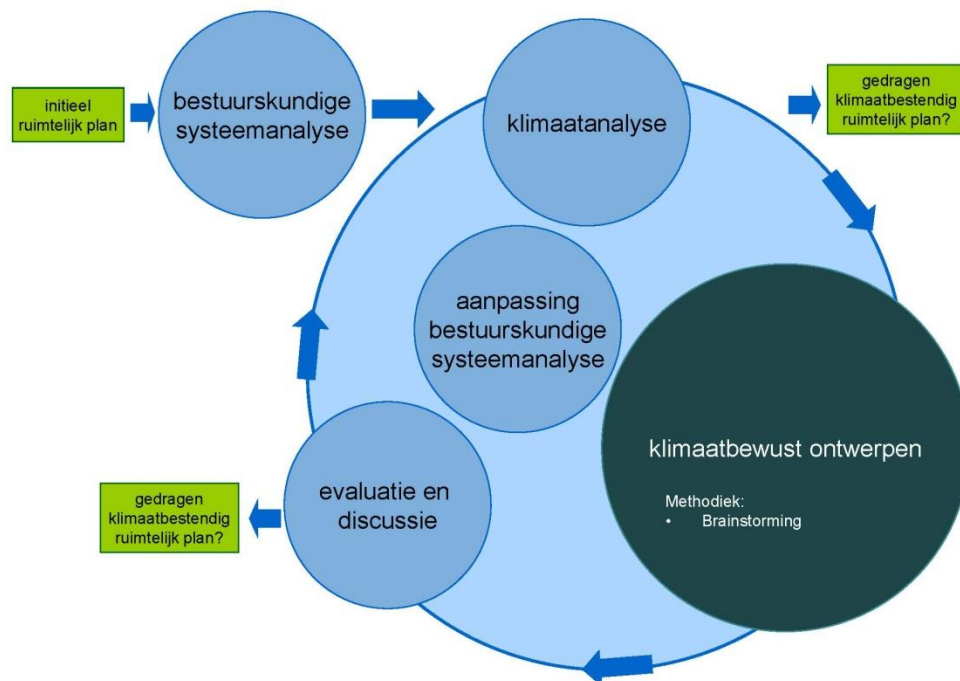 initieel
ruimtelijk plan
bestuurskundige
systeemanalyse
klimaatanalyse
gedragen
klimaatbestendig
ruimtelijk plan?
aanpassing
bestuurskundige
systeemanalyse
klimaatbewust ontwerpen
Methodiek:
• Brainstorming
evaluatie en
discussie
gedragen
klimaatbestendig
ruimtelijk plan?